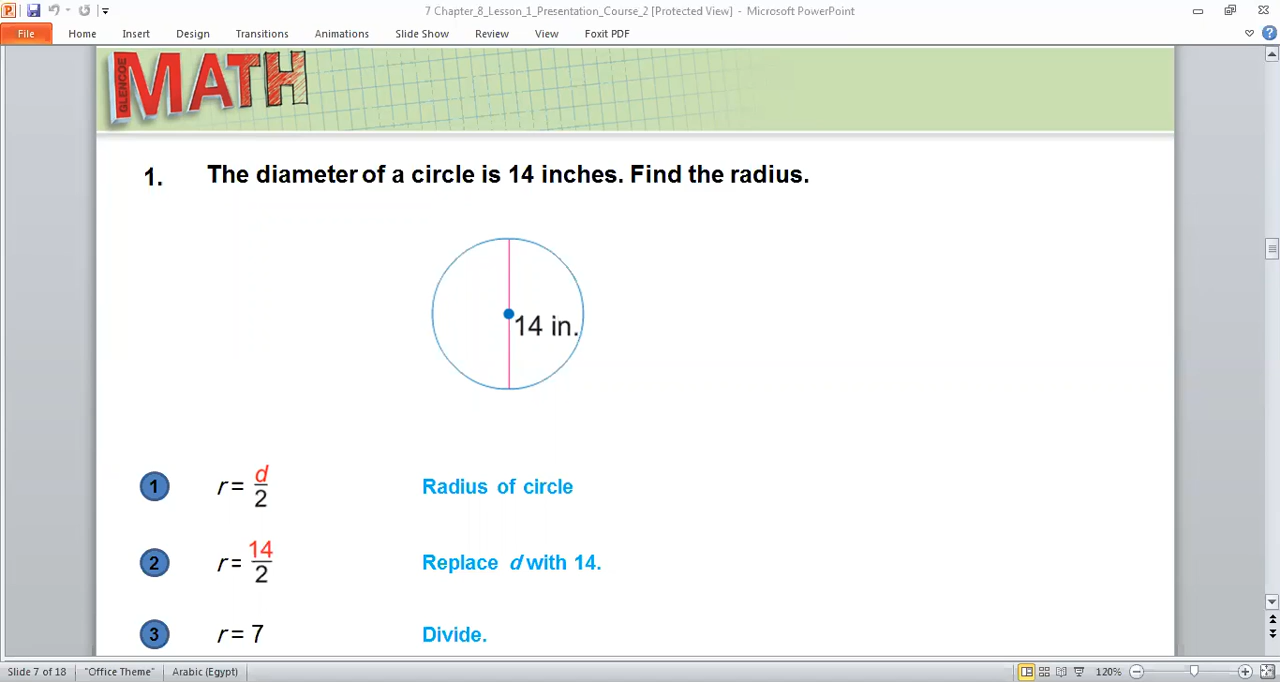 7 Chapter_8_Lesson_1_Presentation_Course_2 [Protected View] - Microsoft PowerPoint
File Home Insert Design Transitions Animations Slide Show Review View Foxit PDF
GLENCOE
MATH
1. The diameter of a circle is 14 inches. Find the radius.
14 in.
1 r = d/2 Radius of circle
2 r = 14/2 Replace d with 14.
3 r = 7 Divide.
Slide 7 of 18 "Office Theme" Arabic (Egypt) 120%